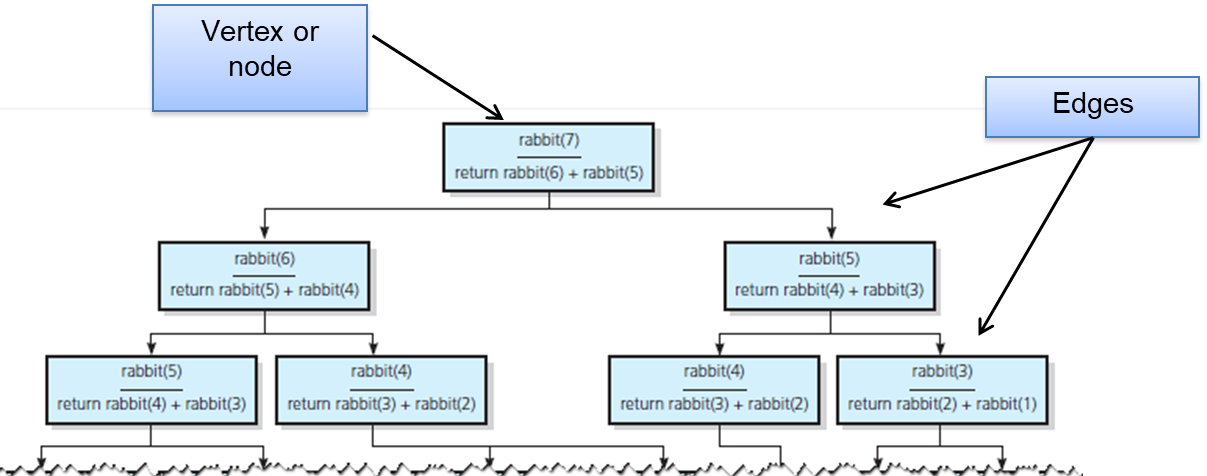 Vertex or
node
Edges
rabbit(7)
return rabbit(6) + rabbit(5)
rabbit(6)
return rabbit(5) + rabbit(4)
rabbit(5)
return rabbit(4) + rabbit(3)
rabbit(5)
return rabbit(4) + rabbit(3)
rabbit(4)
return rabbit(3) + rabbit(2)
rabbit(4)
return rabbit(3) + rabbit(2)
rabbit(3)
return rabbit(2) + rabbit(1)